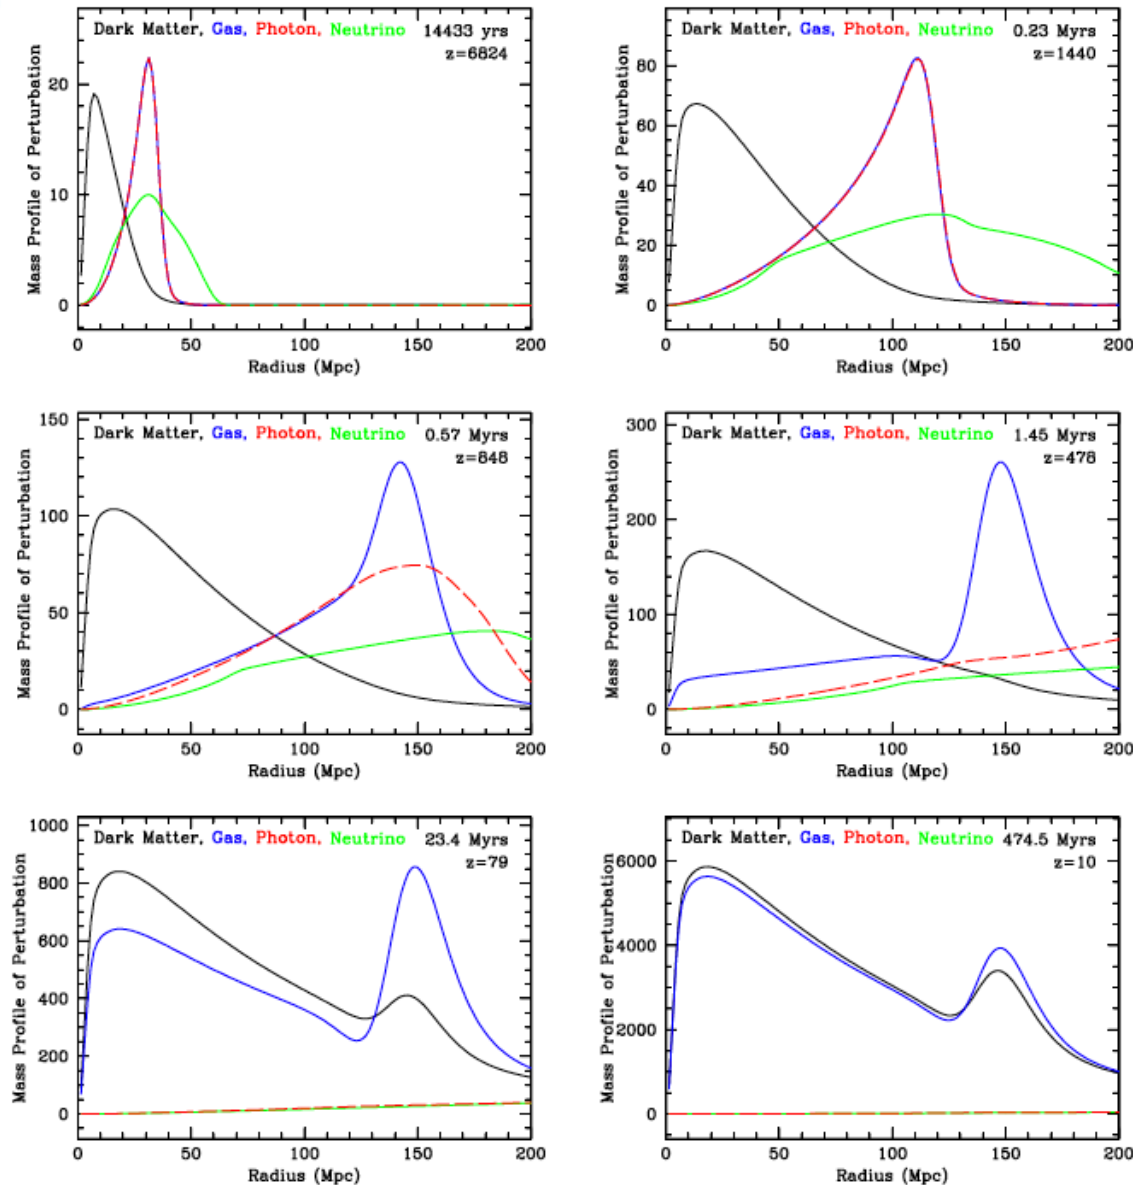 Dark Matter, Gas, Photon, Neutrino 14433 yrs
z=6824
Mass Profile of Perturbation
20
10
0
0 50 100 150 200
Radius (Mpc)
Dark Matter, Gas, Photon, Neutrino 0.23 Myrs
z=1440
Mass Profile of Perturbation
80
60
40
20
0
0 50 100 150 200
Radius (Mpc)
Dark Matter, Gas, Photon, Neutrino 0.57 Myrs
z=848
Mass Profile of Perturbation
150
100
50
0
0 50 100 150 200
Radius (Mpc)
Dark Matter, Gas, Photon, Neutrino 1.45 Myrs
z=478
Mass Profile of Perturbation
300
200
100
0
0 50 100 150 200
Radius (Mpc)
Dark Matter, Gas, Photon, Neutrino 23.4 Myrs
z=79
Mass Profile of Perturbation
1000
800
600
400
200
0
0 50 100 150 200
Radius (Mpc)
Dark Matter, Gas, Photon, Neutrino 474.5 Myrs
z=10
Mass Profile of Perturbation
6000
4000
2000
0
0 50 100 150 200
Radius (Mpc)